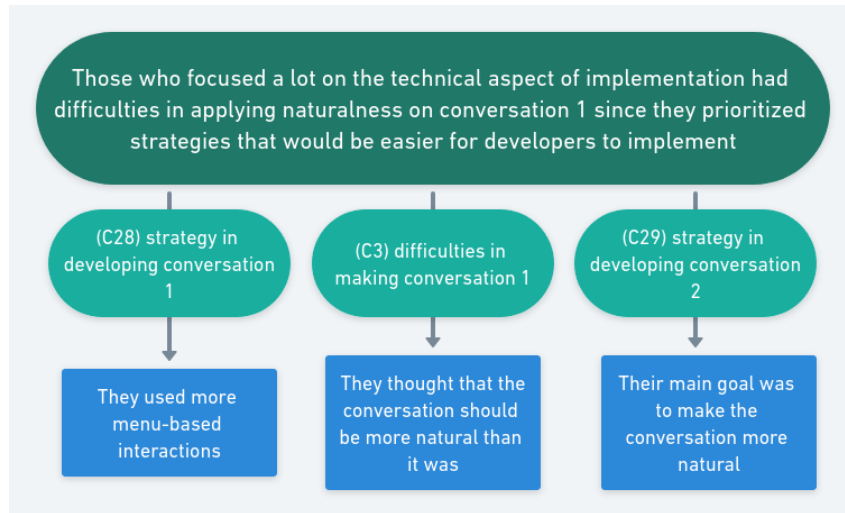 Those who focused a lot on the technical aspect of implementation had
difficulties in applying naturalness on conversation 1 since they prioritized
strategies that would be easier for developers to implement
(C28) strategy in
developing conversation
1
(C3) difficulties in
making conversation 1
(C29) strategy in
developing conversation
2
They used more
menu-based
interactions
They thought that the
conversation should
be more natural than
it was
Their main goal was
to make the
conversation more
natural